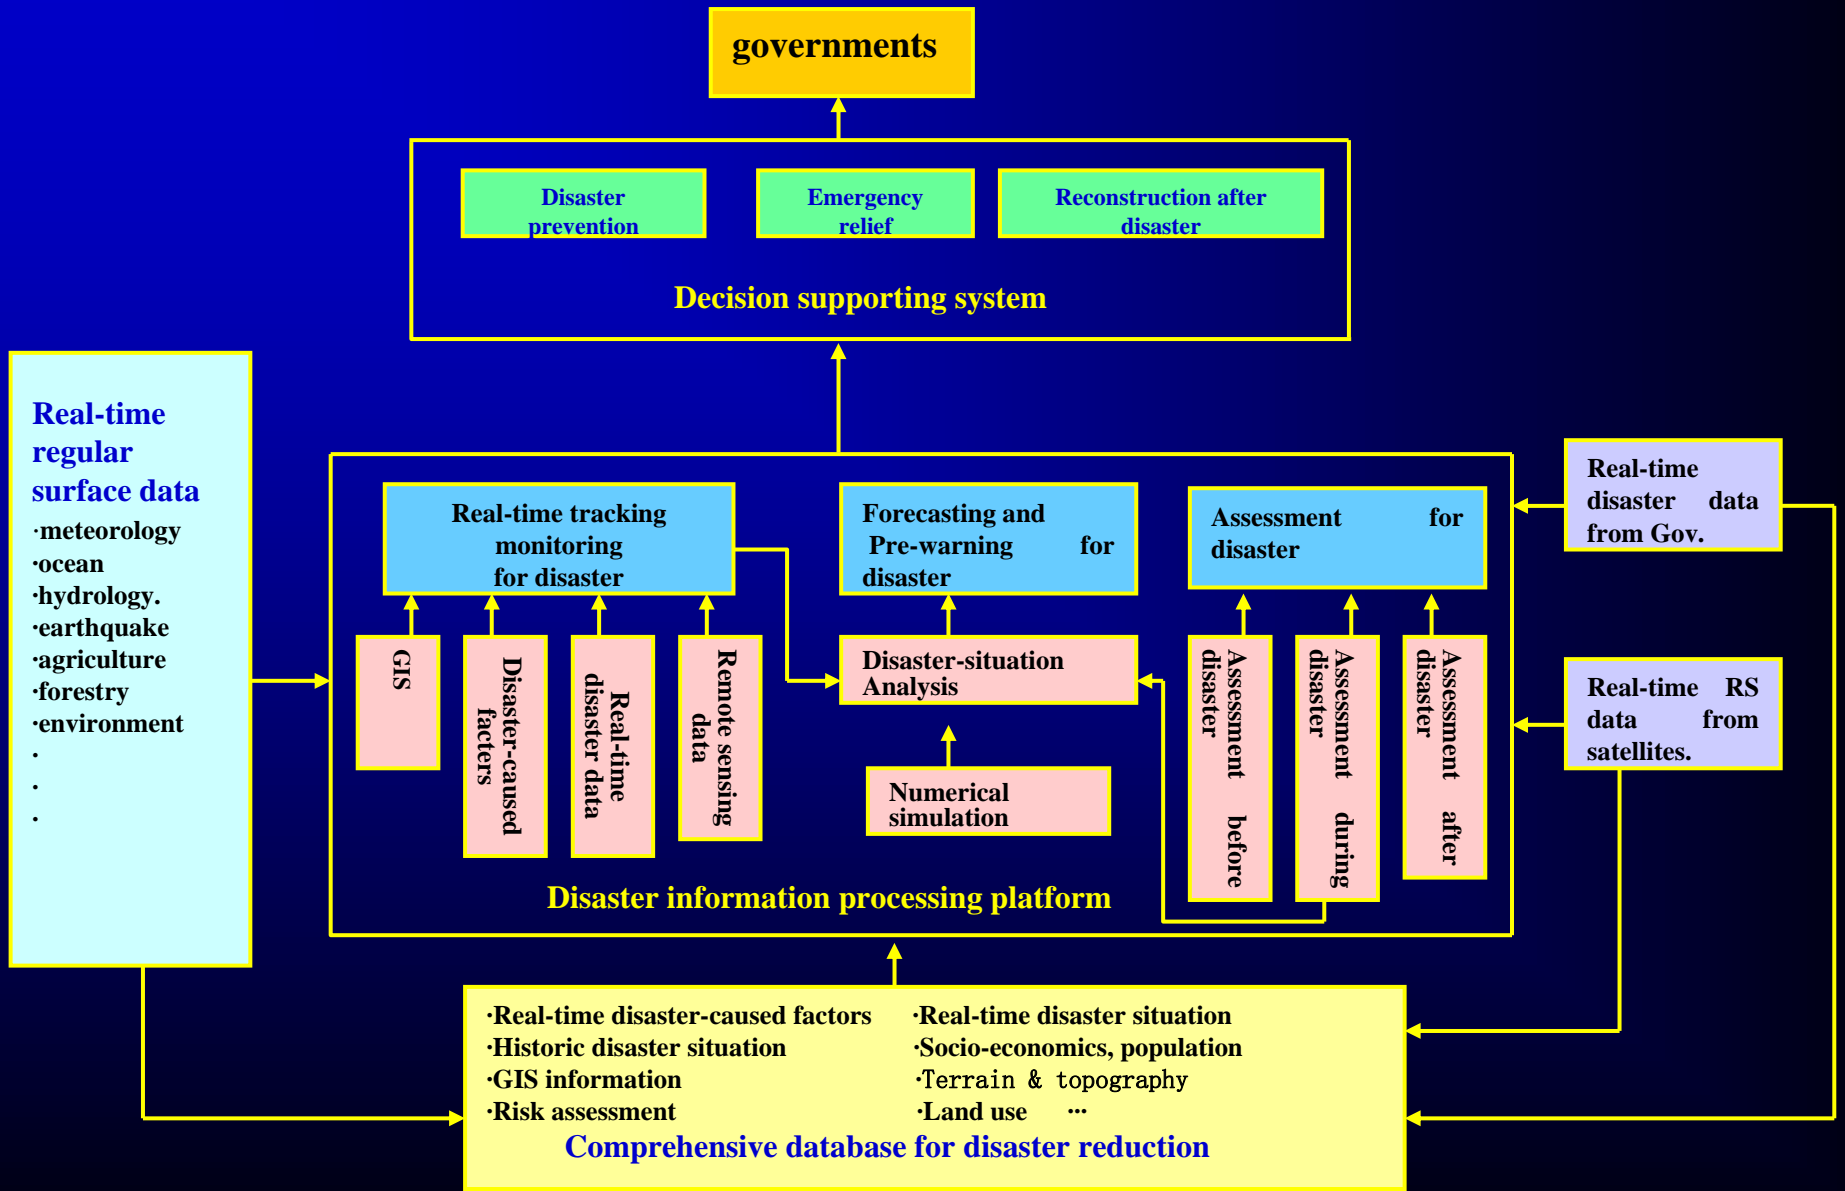 governments
Disaster
prevention
Emergency
relief
Reconstruction after
disaster
Decision supporting system
Real-time
regular
surface data
·meteorology
·ocean
·hydrology.
·earthquake
·agriculture
·forestry
·environment
·
·
·
Real-time tracking
monitoring
for disaster
Forecasting and
Pre-warning for
disaster
Assessment for
disaster
Real-time
disaster data
from Gov.
GIS
Disaster-caused
facters
Real-time
disaster data
Remote sensing
data
Disaster-situation
Analysis
Numerical
simulation
Assessment before
disaster
Assessment during
disaster
Assessment after
disaster
Real-time RS
data from
satellites.
Disaster information processing platform
·Real-time disaster-caused factors ·Real-time disaster situation
·Historic disaster situation ·Socio-economics, population
·GIS information ·Terrain & topography
·Risk assessment ·Land use ···
Comprehensive database for disaster reduction